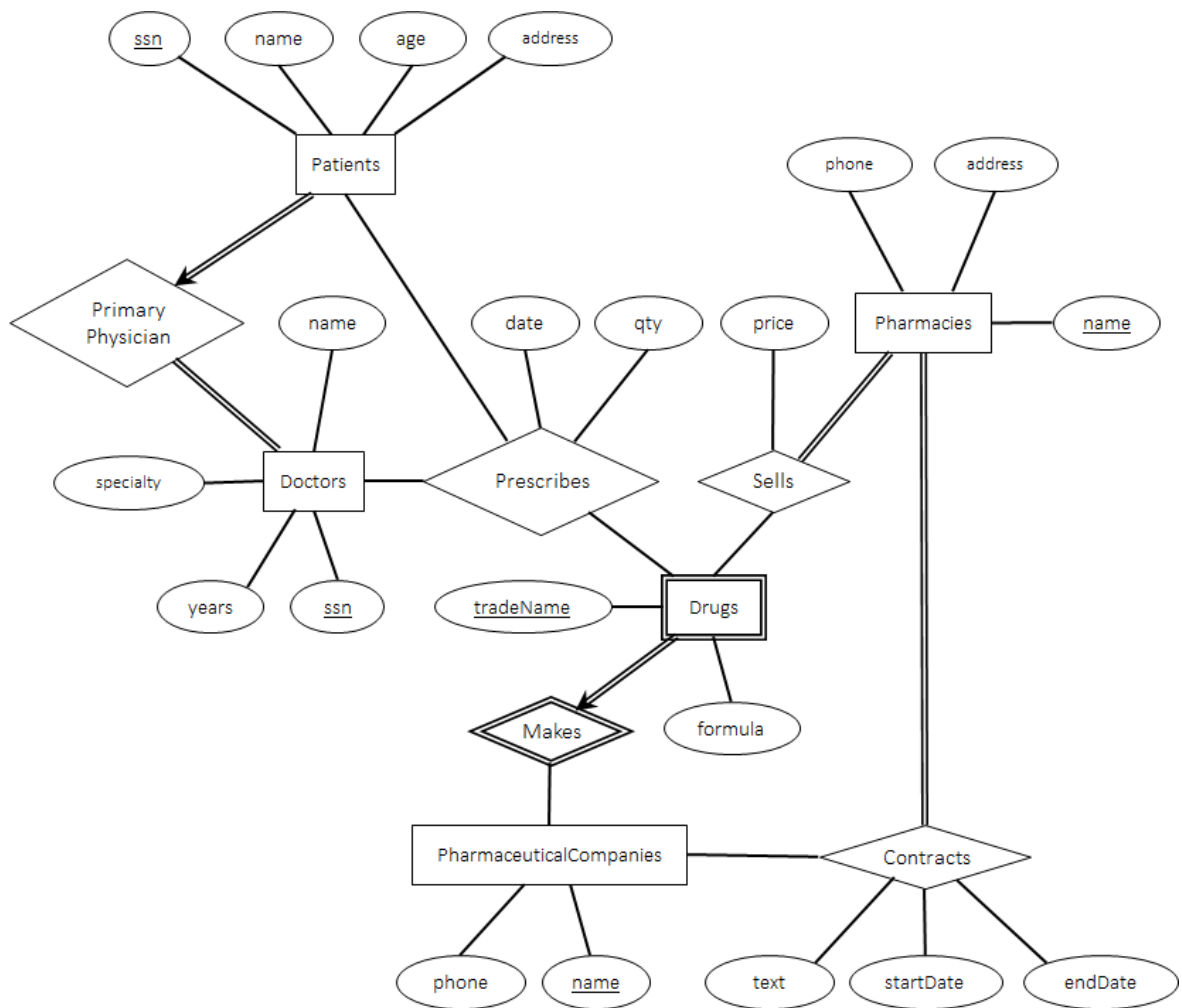 ssn
name
age
address
Patients
phone
address
Primary
Physician
name
date
qty
price
Pharmacies
name
specialty
Doctors
Prescribes
Sells
years
ssn
tradeName
Drugs
Makes
formula
PharmaceuticalCompanies
Contracts
phone
name
text
startDate
endDate